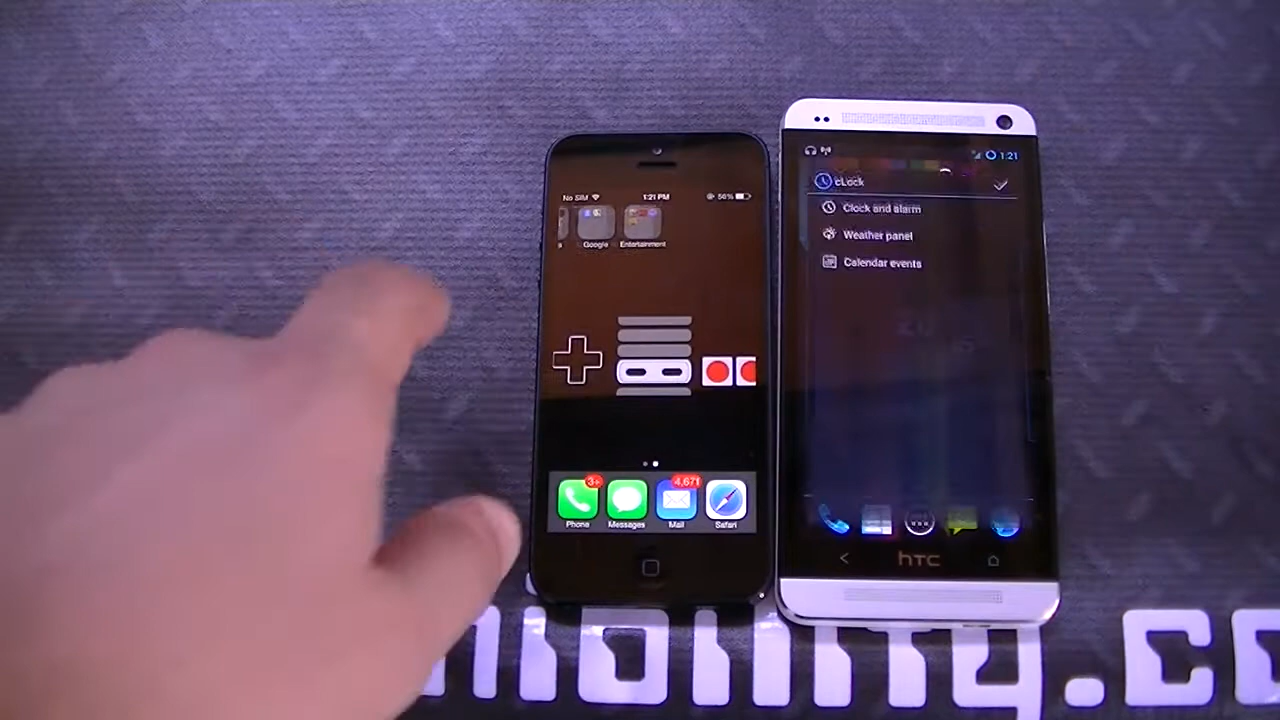 No SIM 1:21 PM 56%
Google Entertainment
3+ 4,671
Phone Messages Mail Safari
1:21
cLock
Clock and alarm
Weather panel
Calendar events
hTC